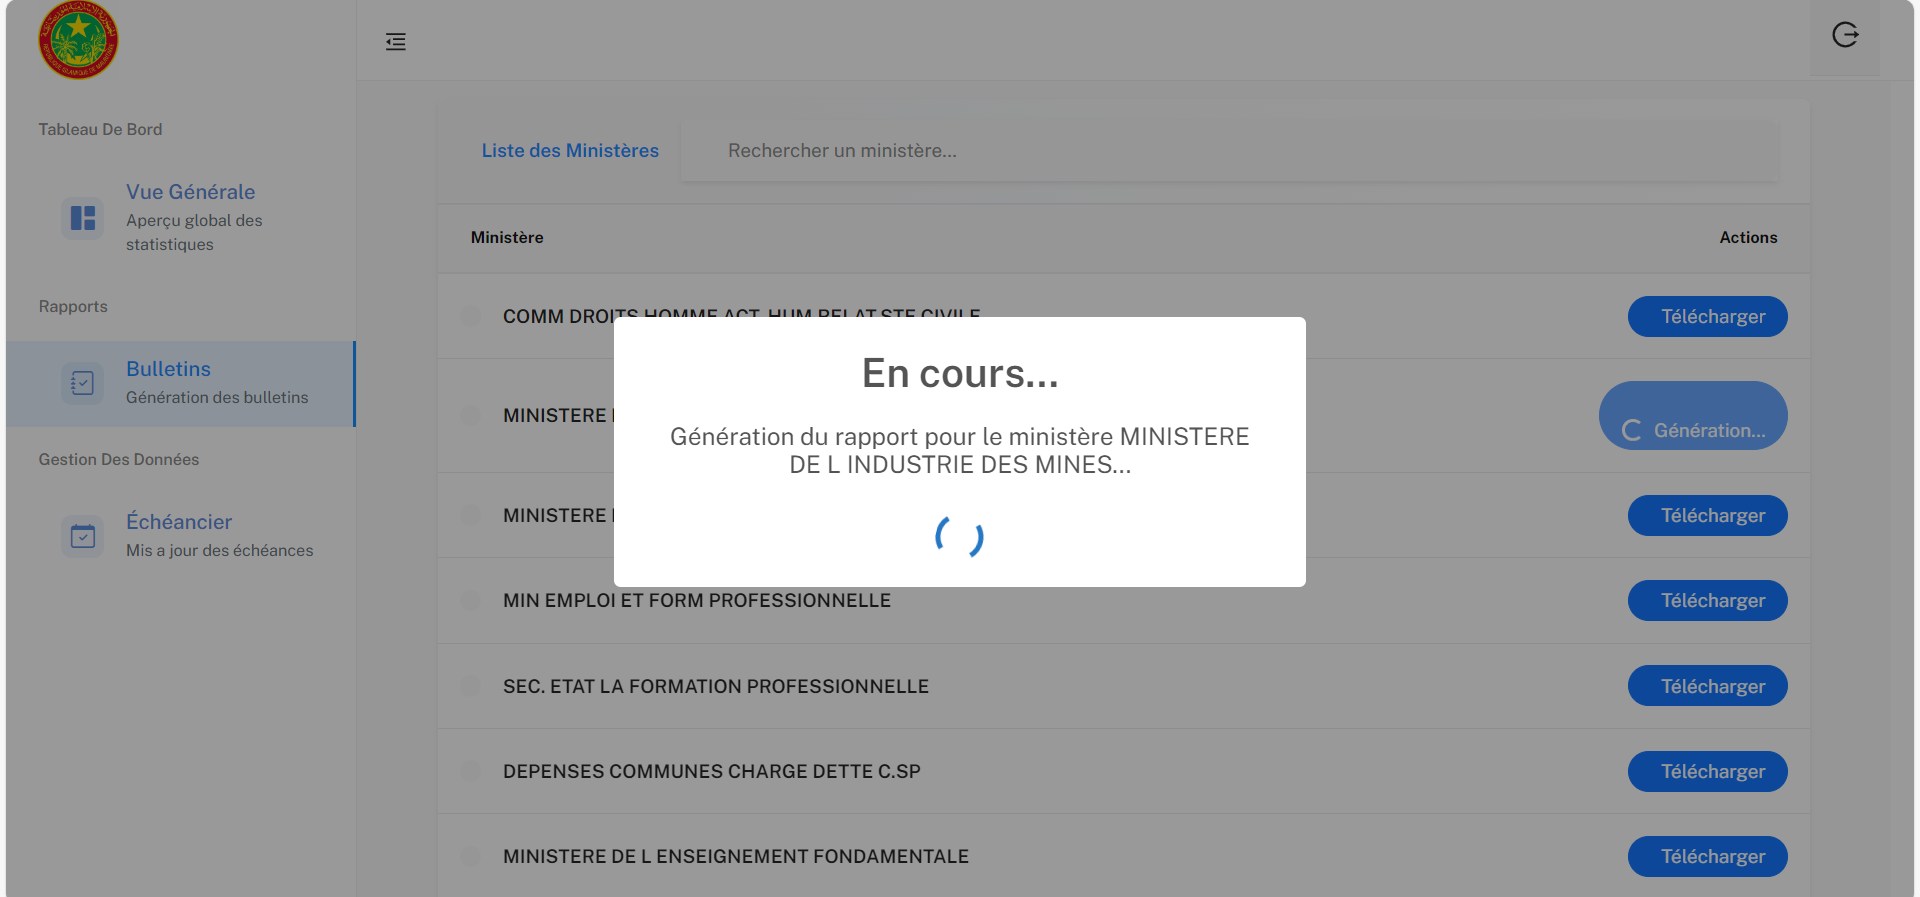 Tableau De Bord
Vue Générale
Aperçu global des
statistiques
Rapports
Bulletins
Génération des bulletins
Gestion Des Données
Échéancier
Mis a jour des échéances
Liste des Ministères
Rechercher un ministère...
Ministère
Actions
COMM DROITS HOMME ACT. HUM RELAT.STE CIVILE
Télécharger
MINISTERE
Génération...
MINISTERE
Télécharger
MIN EMPLOI ET FORM PROFESSIONNELLE
Télécharger
SEC. ETAT LA FORMATION PROFESSIONNELLE
Télécharger
DEPENSES COMMUNES CHARGE DETTE C.SP
Télécharger
MINISTERE DE L ENSEIGNEMENT FONDAMENTALE
Télécharger
En cours...
Génération du rapport pour le ministère MINISTERE
DE L INDUSTRIE DES MINES...